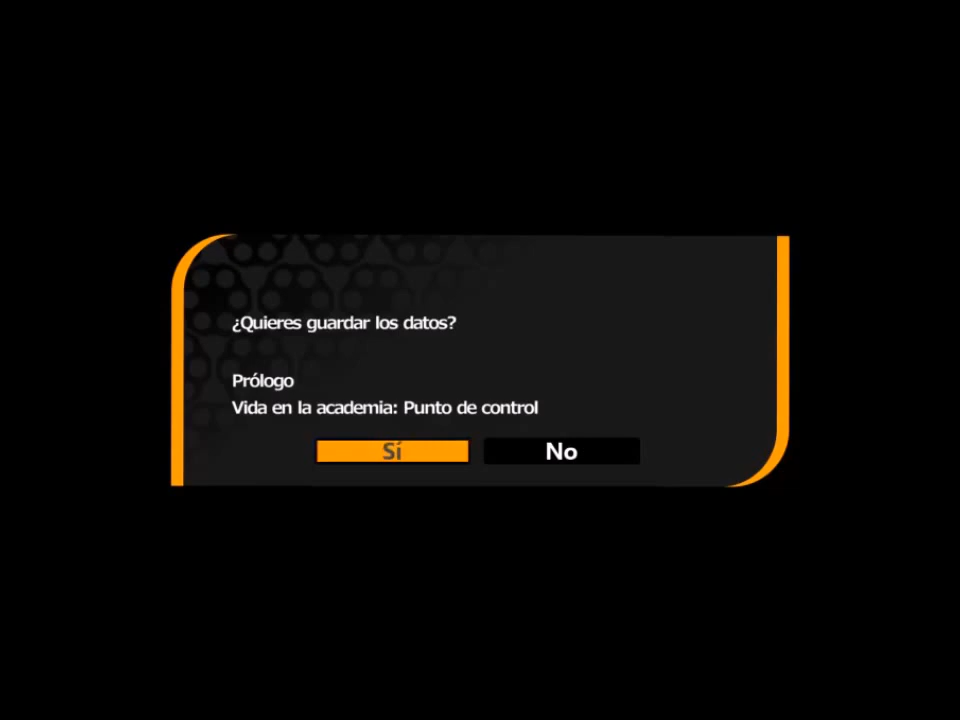 ¿Quieres guardar los datos?
Prólogo
Vida en la academia: Punto de control
Sí
No